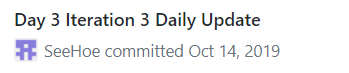 Day 3 Iteration 3 Daily Update
SeeHoe committed Oct 14, 2019